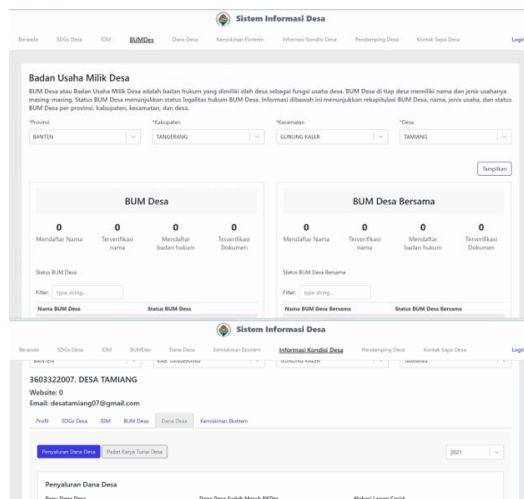 Sistem Informasi Desa
Beranda SDGs Desa IDM BUMDes Dana Desa Kemiskinan Ekstrem Informasi Kondisi Desa Pendamping Desa Kontak Sapa Desa Login
Badan Usaha Milik Desa
BUM Desa atau Badan Usaha Milik Desa adalah badan hukum yang dimiliki oleh desa sebagai fungsi usaha desa. BUM Desa di tiap desa memiliki nama dan jenis usahanya
masing-masing. Status BUM Desa menunjukkan status legalitas hukum BUM Desa. Informasi dibawah ini menunjukkan rekapitulasi BUM Desa, nama, jenis usaha, dan status
BUM Desa per provinsi, kabupaten, kecamatan, dan desa.
*Provinsi *Kabupaten *Kecamatan *Desa
BANTEN TANGERANG GUNUNG KALER TAMIANG
Tampilkan
BUM Desa BUM Desa Bersama
0 0 0 0 0 0 0 0
Mendaftar Nama Terverifikasi nama Mendaftar badan hukum Terverifikasi Dokumen Mendaftar Nama Terverifikasi nama Mendaftar badan hukum Terverifikasi Dokumen
Status BUM Desa Status BUM Desa Bersama
Filter: type string... Filter: type string...
Nama BUM Desa Status BUM Desa Nama BUM Desa Bersama Status BUM Desa Bersama
Sistem Informasi Desa
Beranda SDGs Desa IDM BUMDes Dana Desa Kemiskinan Ekstrem Informasi Kondisi Desa Pendamping Desa Kontak Sapa Desa Login
BANTEN KAB. TANGERANG GUNUNG KALER TAMIANG
3603322007. DESA TAMIANG
Website: 0
Email: desatamiang07@gmail.com
Profil SDGs Desa IDM BUM Desa Dana Desa Kemiskinan Ekstrem
Penyaluran Dana Desa Padat Karya Tunai Desa 2021
Penyaluran Dana Desa
Pagu Dana Desa Dana Desa Sudah Masuk RKDes Alokasi Lawan Covid